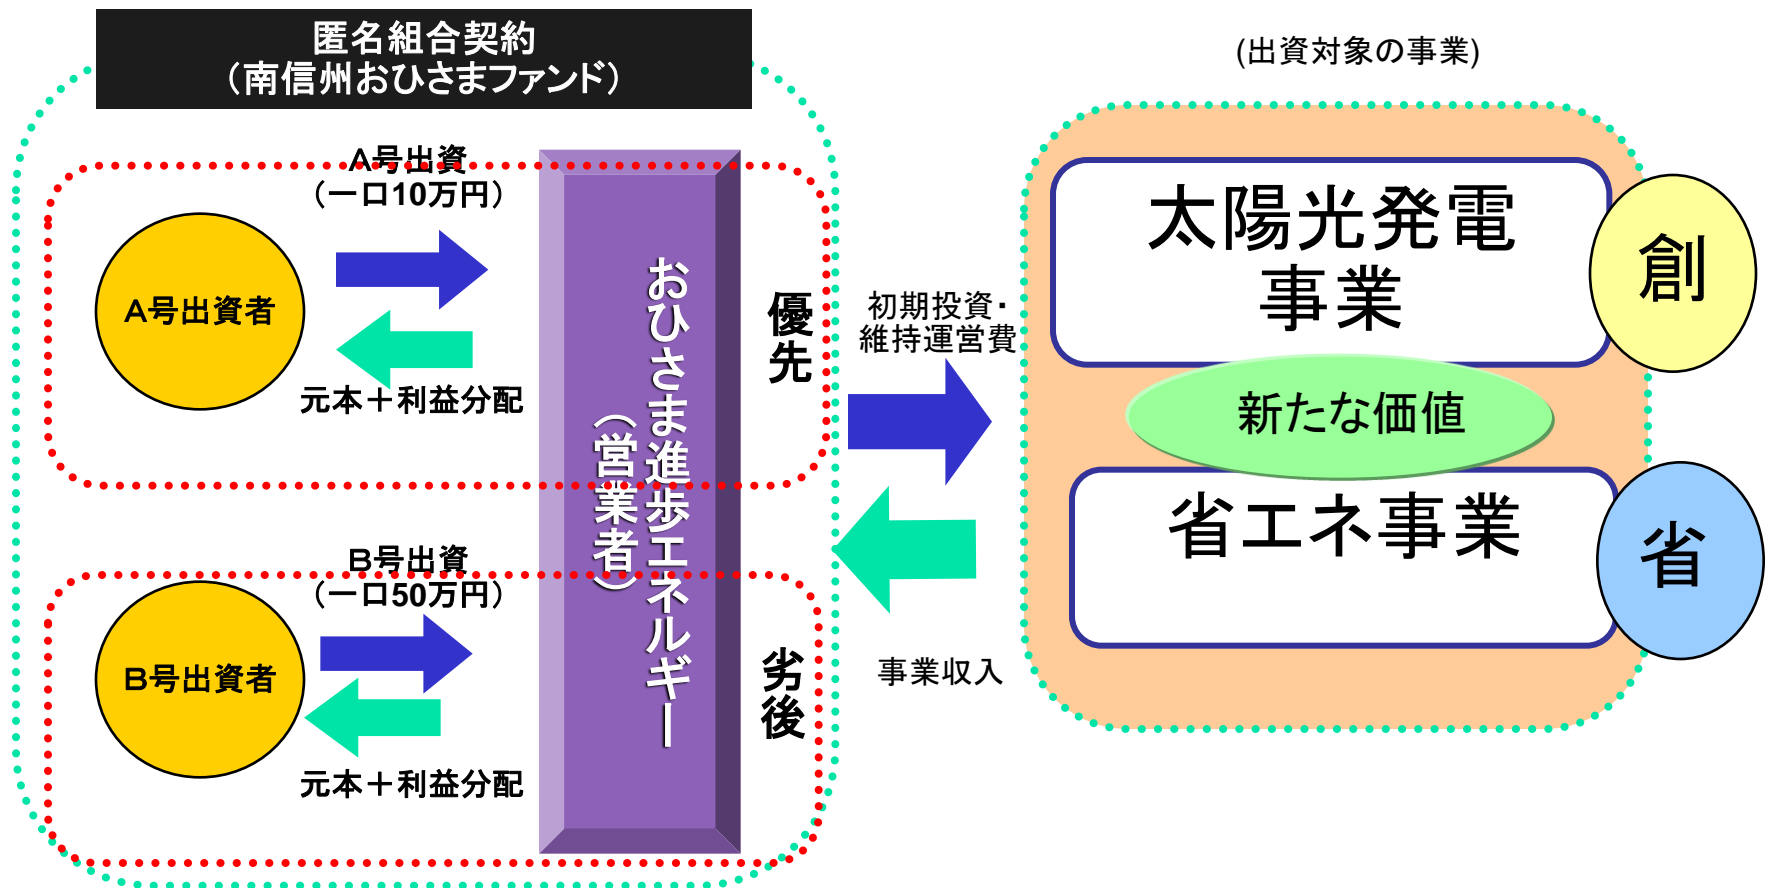 匿名組合契約
（南信州おひさまファンド）
A号出資
（一口10万円）
A号出資者
元本＋利益分配
優先
おひさま進歩エネルギー
（営業者）
B号出資
（一口50万円）
B号出資者
元本＋利益分配
劣後
初期投資・
維持運営費
事業収入
(出資対象の事業)
太陽光発電
事業
創
新たな価値
省エネ事業
省